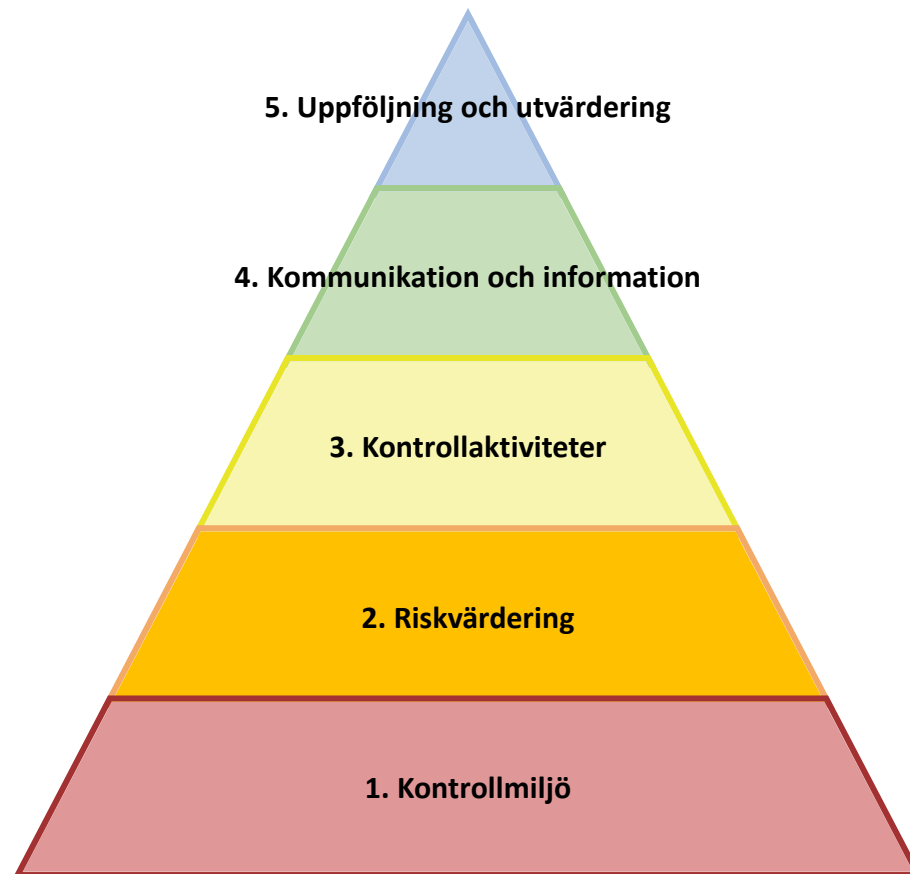 5. Uppföljning och utvärdering
4. Kommunikation och information
3. Kontrollaktiviteter
2. Riskvärdering
1. Kontrollmiljö